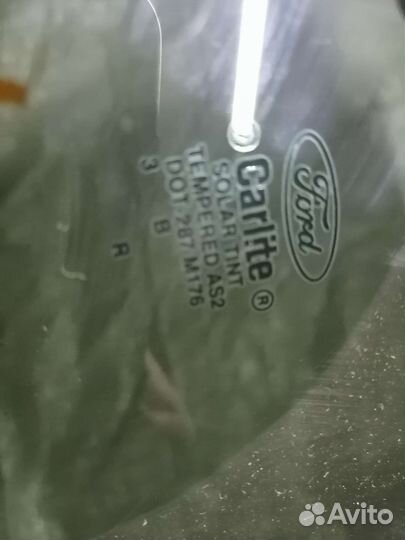 Ford
Carlite ®
SOLAR TINT
TEMPERED AS2
DOT 287 M176
3 B
R
Avito